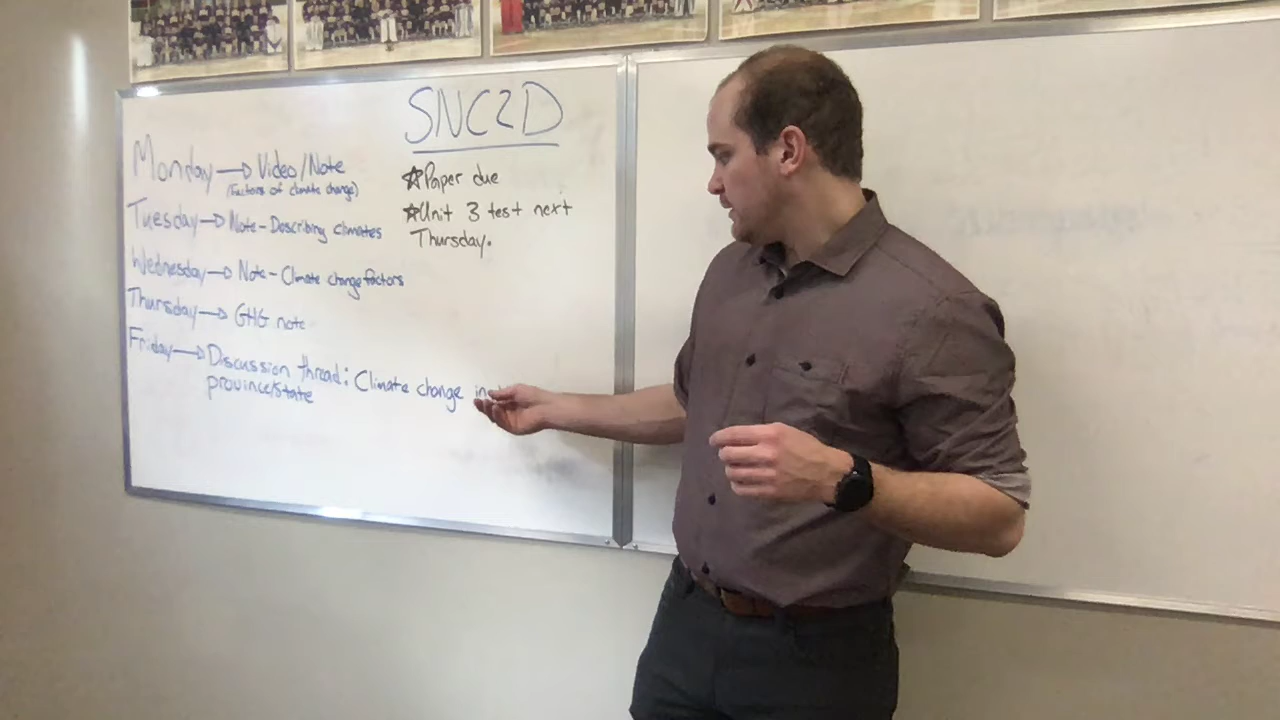 SNC2D
Monday → Video/Note
(Factors of climate change)
Tuesday → Note - Describing climates
Wednesday → Note - Climate change factors
Thursday → GHG note
Friday → Discussion thread: Climate change in
province/state
☆Paper due
☆Unit 3 test next
Thursday.